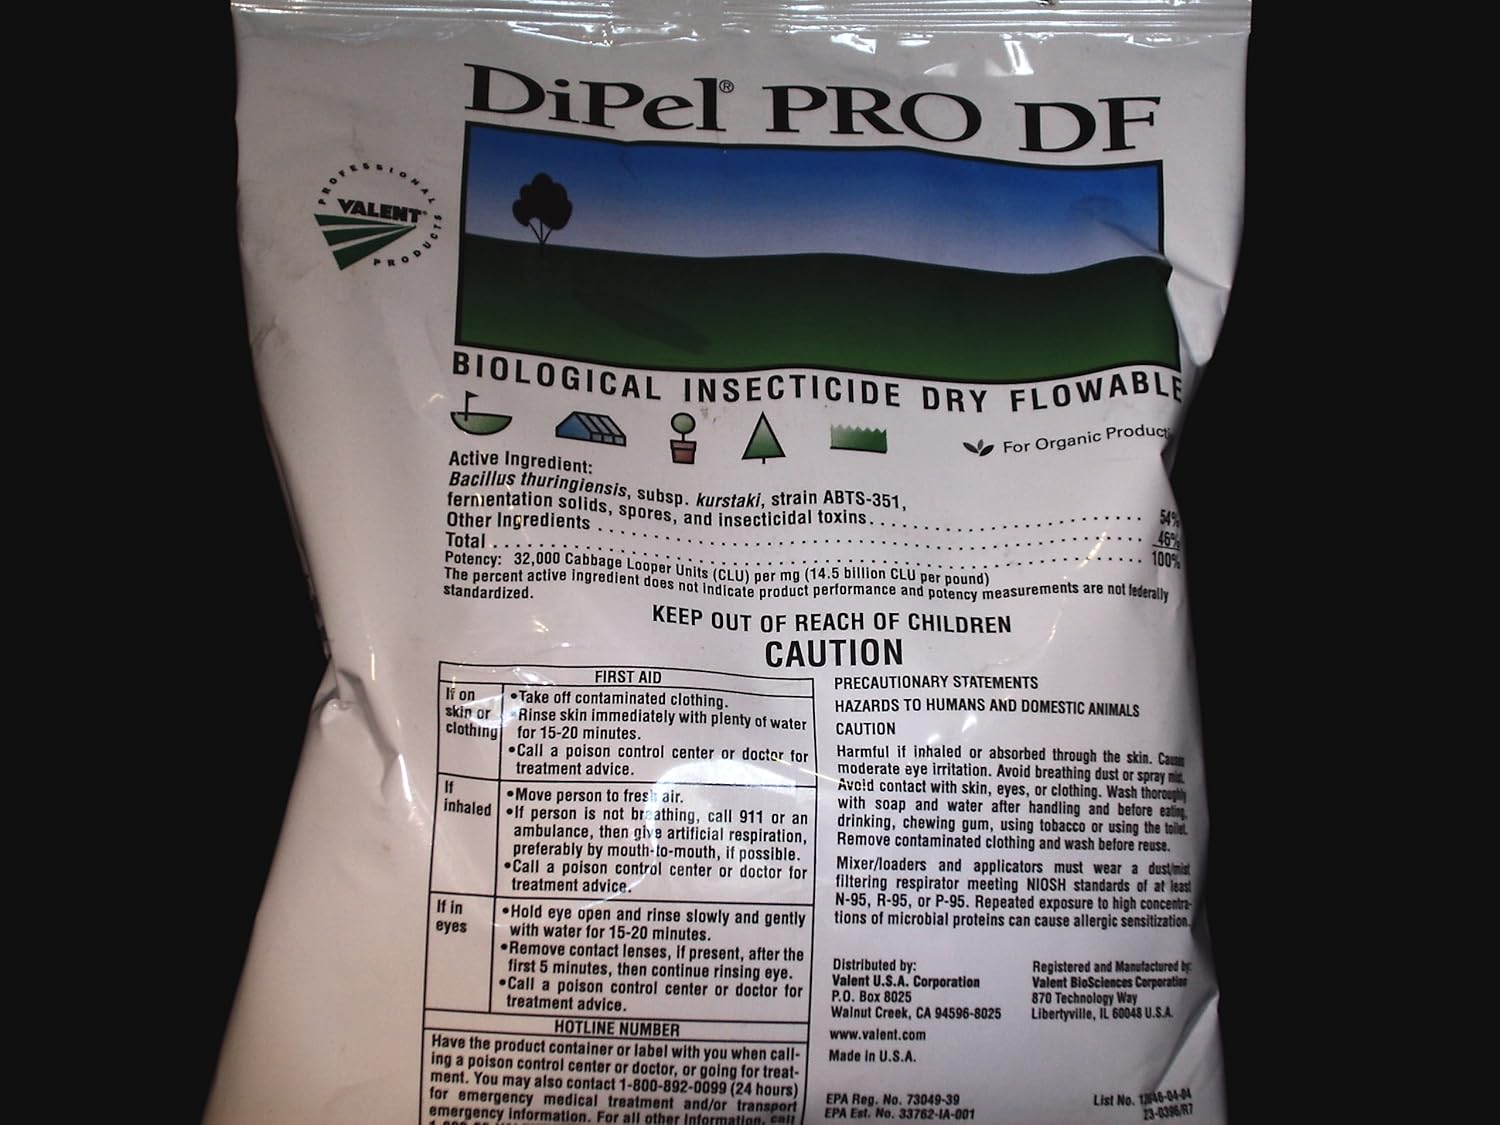 DiPel® PRO DF
PROFESSIONAL
VALENT
PRODUCTS
BIOLOGICAL INSECTICIDE DRY FLOWABLE
For Organic Producti
Active Ingredient:
Bacillus thuringiensis, subsp. kurstaki, strain ABTS-351,
fermentation solids, spores, and insecticidal toxins. . . . . . . . . . . . . . . . . . . . . . . . . . 54%
Other Ingredients . . . . . . . . . . . . . . . . . . . . . . . . . . . . . . . . . . . . . . . . . . . . . . . . . 46%
Total . . . . . . . . . . . . . . . . . . . . . . . . . . . . . . . . . . . . . . . . . . . . . . . . . . . . . . . . . . 100%
Potency: 32,000 Cabbage Looper Units (CLU) per mg (14.5 billion CLU per pound)
The percent active ingredient does not indicate product performance and potency measurements are not federally
standardized.
KEEP OUT OF REACH OF CHILDREN
CAUTION
FIRST AID
If on
skin or
clothing
•Take off contaminated clothing.
•Rinse skin immediately with plenty of water
for 15-20 minutes.
•Call a poison control center or doctor for
treatment advice.
If
inhaled
•Move person to fresh air.
•If person is not breathing, call 911 or an
ambulance, then give artificial respiration,
preferably by mouth-to-mouth, if possible.
•Call a poison control center or doctor for
treatment advice.
If in
eyes
•Hold eye open and rinse slowly and gently
with water for 15-20 minutes.
•Remove contact lenses, if present, after the
first 5 minutes, then continue rinsing eye.
•Call a poison control center or doctor for
treatment advice.
HOTLINE NUMBER
Have the product container or label with you when call-
ing a poison control center or doctor, or going for treat-
ment. You may also contact 1-800-892-0099 (24 hours)
for emergency medical treatment and/or transport
emergency information. For all other information, call
PRECAUTIONARY STATEMENTS
HAZARDS TO HUMANS AND DOMESTIC ANIMALS
CAUTION
Harmful if inhaled or absorbed through the skin. Causes
moderate eye irritation. Avoid breathing dust or spray mist.
Avoid contact with skin, eyes, or clothing. Wash thoroughly
with soap and water after handling and before eating,
drinking, chewing gum, using tobacco or using the toilet.
Remove contaminated clothing and wash before reuse.
Mixer/loaders and applicators must wear a dust/mist
filtering respirator meeting NIOSH standards of at least
N-95, R-95, or P-95. Repeated exposure to high concentra-
tions of microbial proteins can cause allergic sensitization.
Distributed by:
Valent U.S.A. Corporation
P.O. Box 8025
Walnut Creek, CA 94596-8025
www.valent.com
Made in U.S.A.
Registered and Manufactured by:
Valent BioSciences Corporation
870 Technology Way
Libertyville, IL 60048 U.S.A.
EPA Reg. No. 73049-39
EPA Est. No. 33762-IA-001
List No.